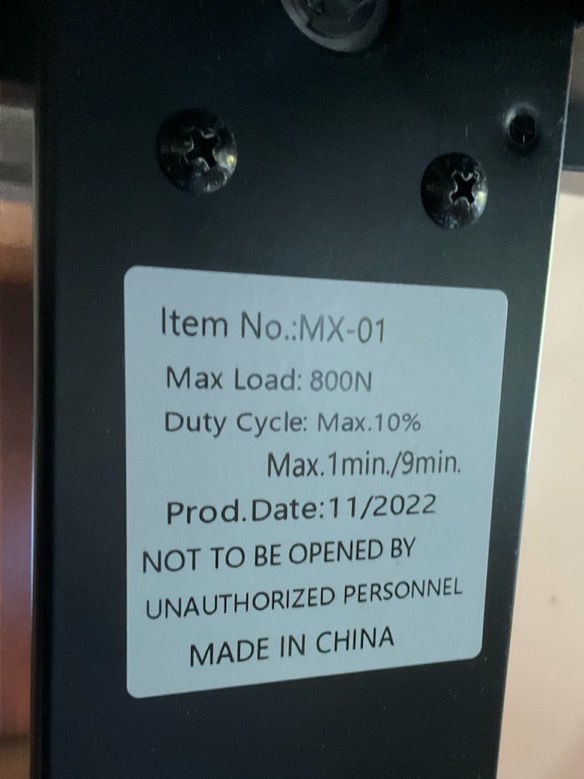 Item No.:MX-01
Max Load: 800N
Duty Cycle: Max.10%
Max.1min./9min.
Prod.Date:11/2022
NOT TO BE OPENED BY
UNAUTHORIZED PERSONNEL
MADE IN CHINA